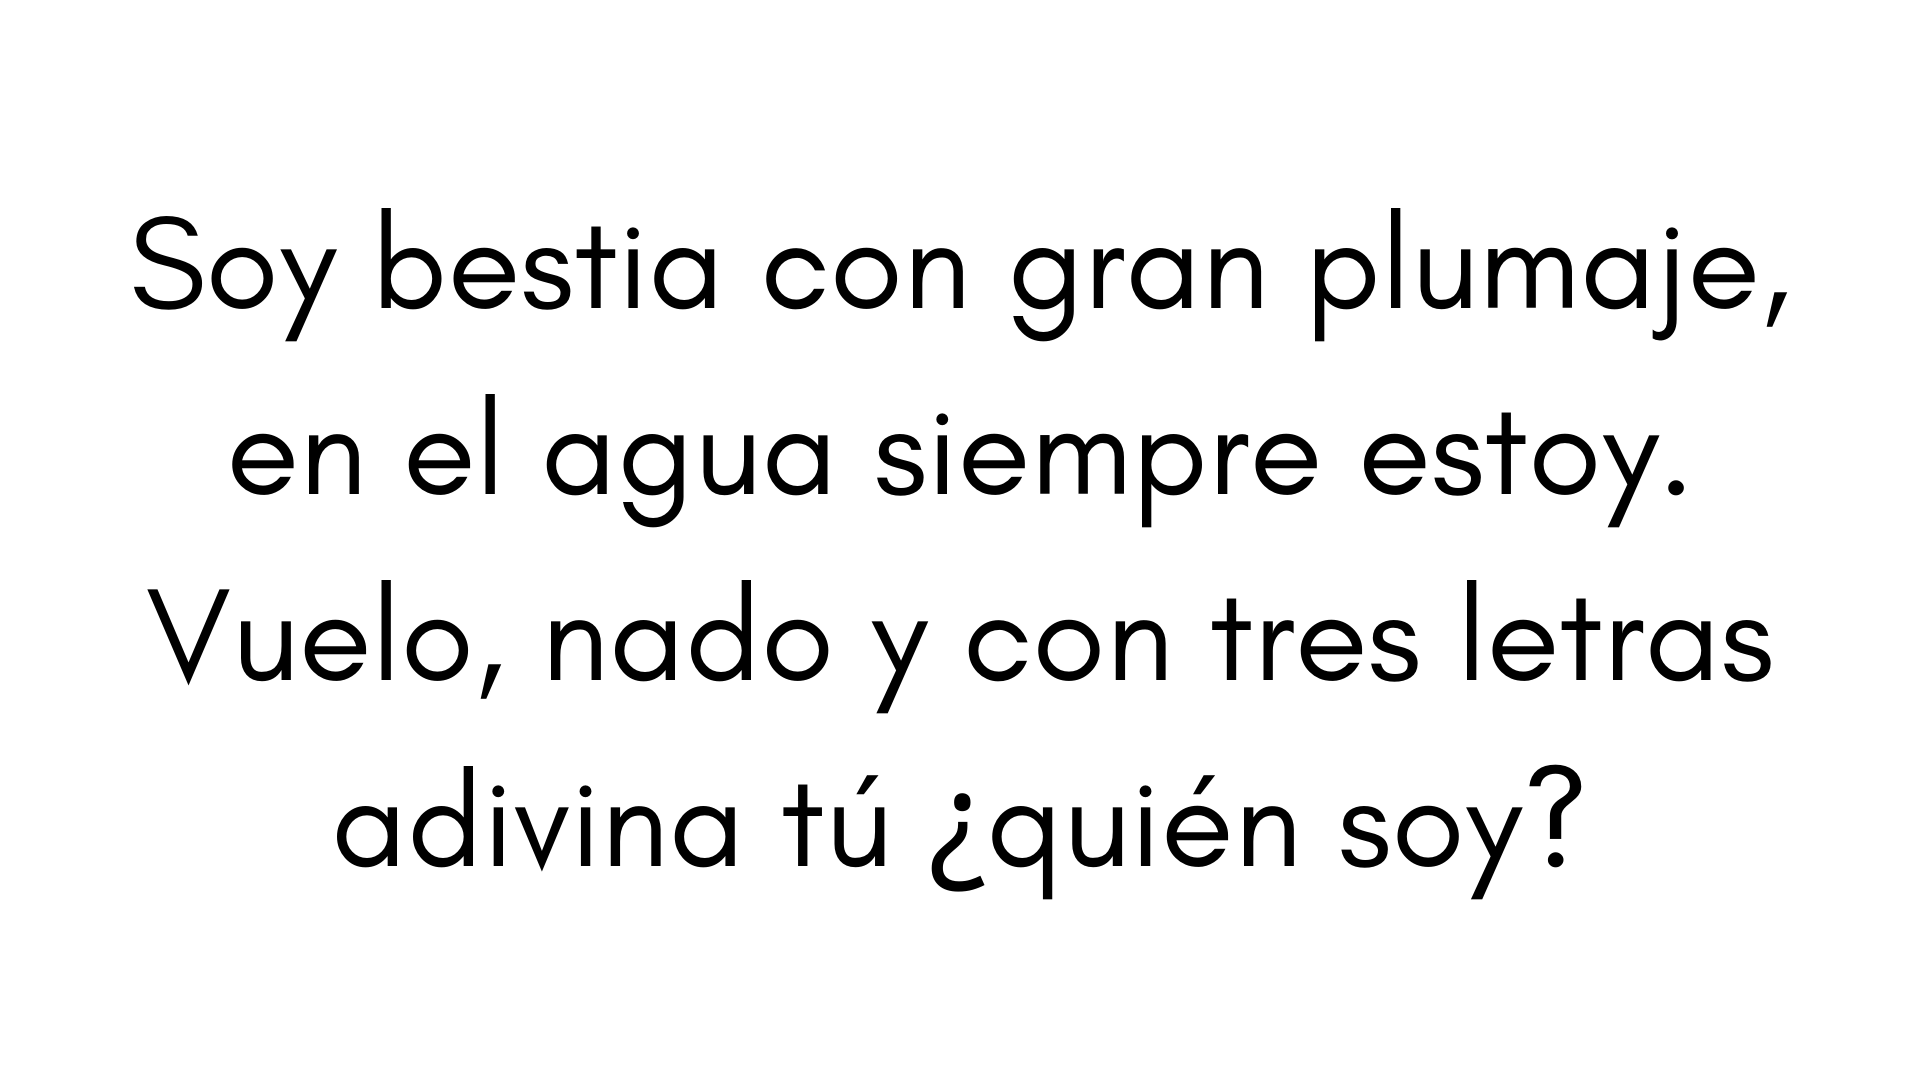 Soy bestia con gran plumaje,
en el agua siempre estoy.
Vuelo, nado y con tres letras
adivina tú ¿quién soy?